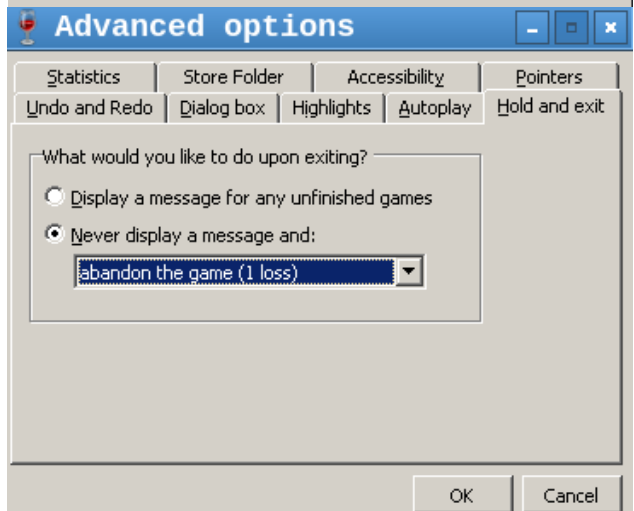 Advanced options
Statistics Store Folder Accessibility Pointers
Undo and Redo Dialog box Highlights Autoplay Hold and exit
What would you like to do upon exiting?
Display a message for any unfinished games
Never display a message and:
abandon the game (1 loss)
OK Cancel